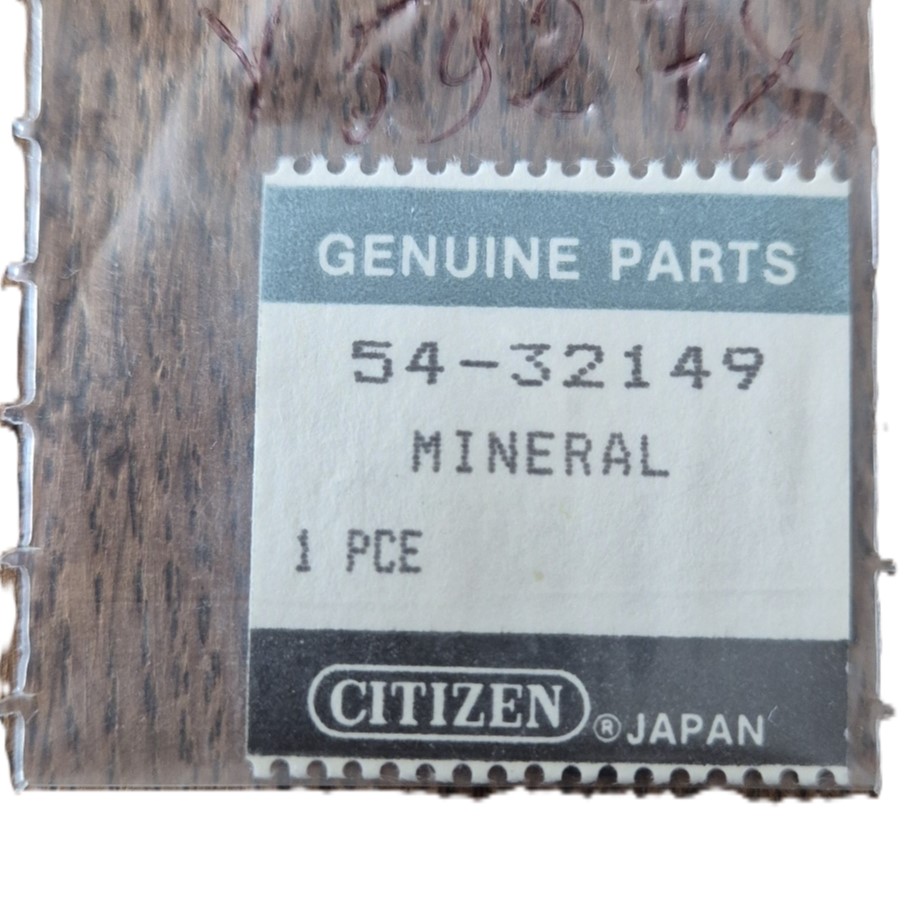 GENUINE PARTS
54-32149
MINERAL
1 PCE
CITIZEN ® JAPAN